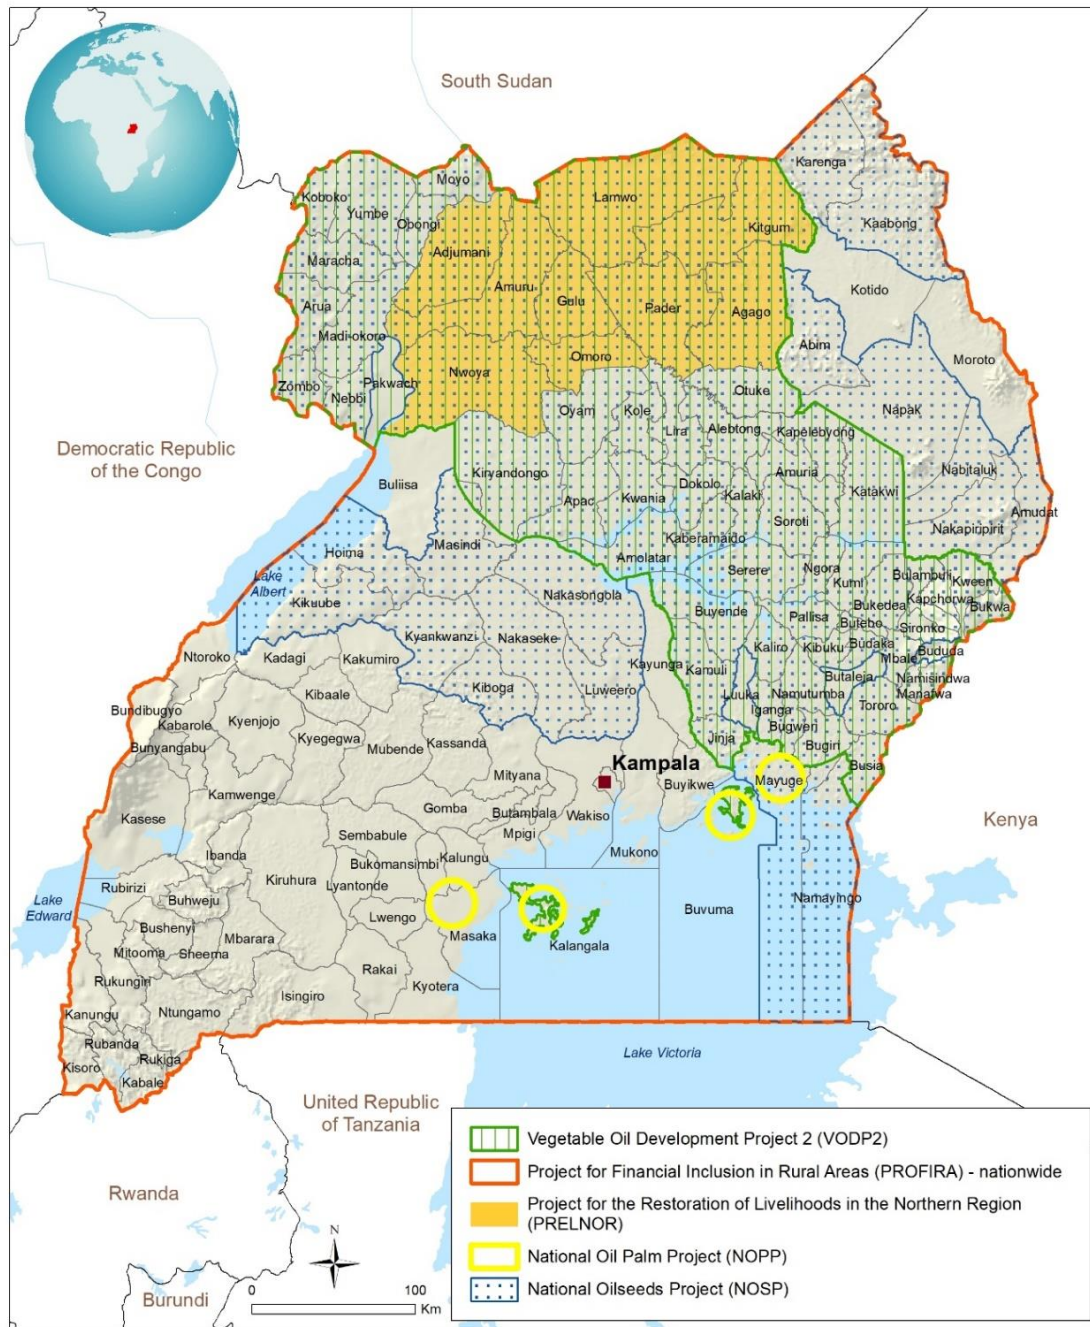 South Sudan
Karenga
Moyo
Koboko
Lamwo
Yumbe
Obongi
Kaabong
Kitgum
Adjumani
Maracha
Amuru
Kotido
Gulu
Arua
Pader
Agago
Madi-okoro
Abim
Omoro
Moroto
Nwoya
Zombo
Pakwach
Otuke
Nebbi
Oyam
Kole
Napak
Lira
Alebtong
Kapelebyong
Democratic Republic
of the Congo
Kiryandongo
Amuria
Nabitaluk
Buliisa
Dokolo
Katakwi
Apac
Kwania
Kalaki
Amudat
Soroti
Nakapiripirit
Kaberamaido
Hoima
Masindi
Amolatar
Serere
Ngora
Bulambuli
Lake
Albert
Kumi
Kween
Nakasongola
Kapchorwa
Kikuube
Buyende
Bukedea
Bukwa
Pallisa
Bulebe
Sironko
Kyankwanzi
Nakaseke
Budaka
Kaliro
Kibuku
Bududa
Ntoroko
Kadagi
Kakumiro
Kayunga
Mbale
Kamuli
Butaleja
Namisindwa
Kiboga
Luweero
Luuka
Namutumba
Manafwa
Kibaale
Tororo
Bundibugyo
Iganga
Kabarole
Kyenjojo
Bugweri
Kyegegwa
Kassanda
Jinja
Bugiri
Bunyangabu
Mubende
Kampala
Busia
Mityana
Buyikwe
Mayuge
Kamwenge
Gomba
Butambala
Wakiso
Kasese
Kenya
Sembabule
Mpigi
Mukono
Ibanda
Bukomansimbi
Kalungu
Rubirizi
Kiruhura
Lyantonde
Lake
Edward
Buhweju
Namayingo
Buvuma
Lwengo
Bushenyi
Masaka
Mbarara
Kalangala
Mitooma
Sheema
Rakai
Rukungiri
Kyotera
Isingiro
Kanungu
Ntungamo
Rubanda
Lake Victoria
Rukiga
Kisoro
Kabale
United Republic
of Tanzania
Rwanda
Burundi
N
0
100
Km
Vegetable Oil Development Project 2 (VODP2)
Project for Financial Inclusion in Rural Areas (PROFIRA) - nationwide
Project for the Restoration of Livelihoods in the Northern Region
(PRELNOR)
National Oil Palm Project (NOPP)
National Oilseeds Project (NOSP)